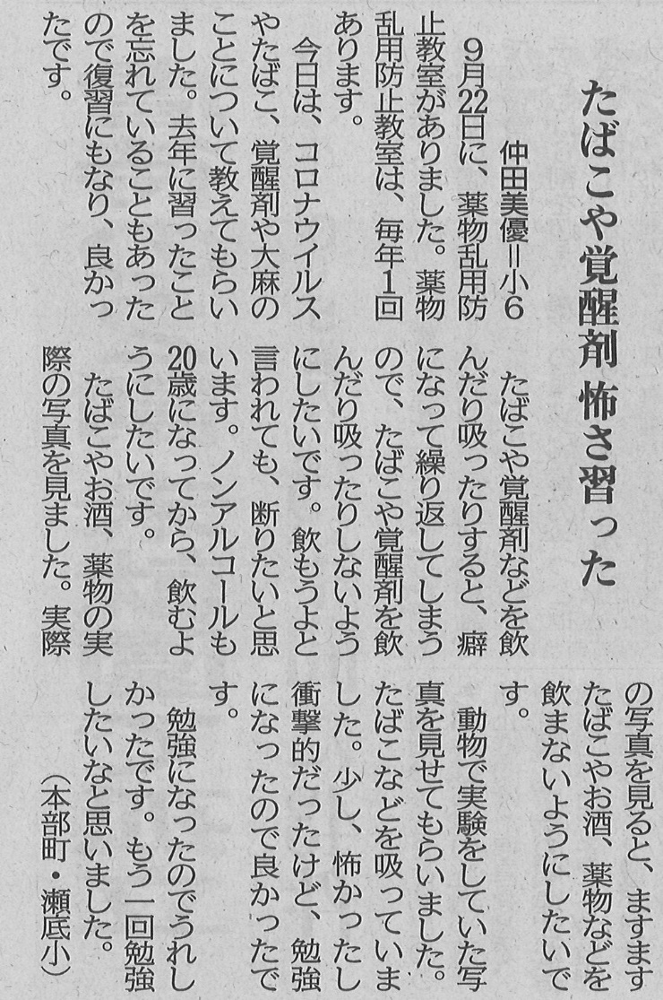 たばこや覚醒剤 怖さ習った
仲田美優＝小６
９月22日に、薬物乱用防
止教室がありました。薬物
乱用防止教室は、毎年１回
あります。
今日は、コロナウイルス
やたばこ、覚醒剤や大麻の
ことについて教えてもらい
ました。去年に習ったこと
を忘れていることもあった
ので復習にもなり、良かっ
たです。
たばこや覚醒剤などを飲
んだり吸ったりすると、癖
になって繰り返してしまう
ので、たばこや覚醒剤を飲
んだり吸ったりしないよう
にしたいです。飲もうよと
言われても、断りたいと思
います。ノンアルコールも
20歳になってから、飲むよ
うにしたいです。
たばこやお酒、薬物の実
際の写真を見ました。実際
の写真を見ると、ますます
たばこやお酒、薬物などを
飲まないようにしたいで
す。
動物で実験をしていた写
真を見せてもらいました。
たばこなどを吸っていま
した。少し、怖かったし
衝撃的だったけど、勉強
になったので良かったで
す。
勉強になったのでうれし
かったです。もう一回勉強
したいなと思いました。
（本部町・瀬底小）